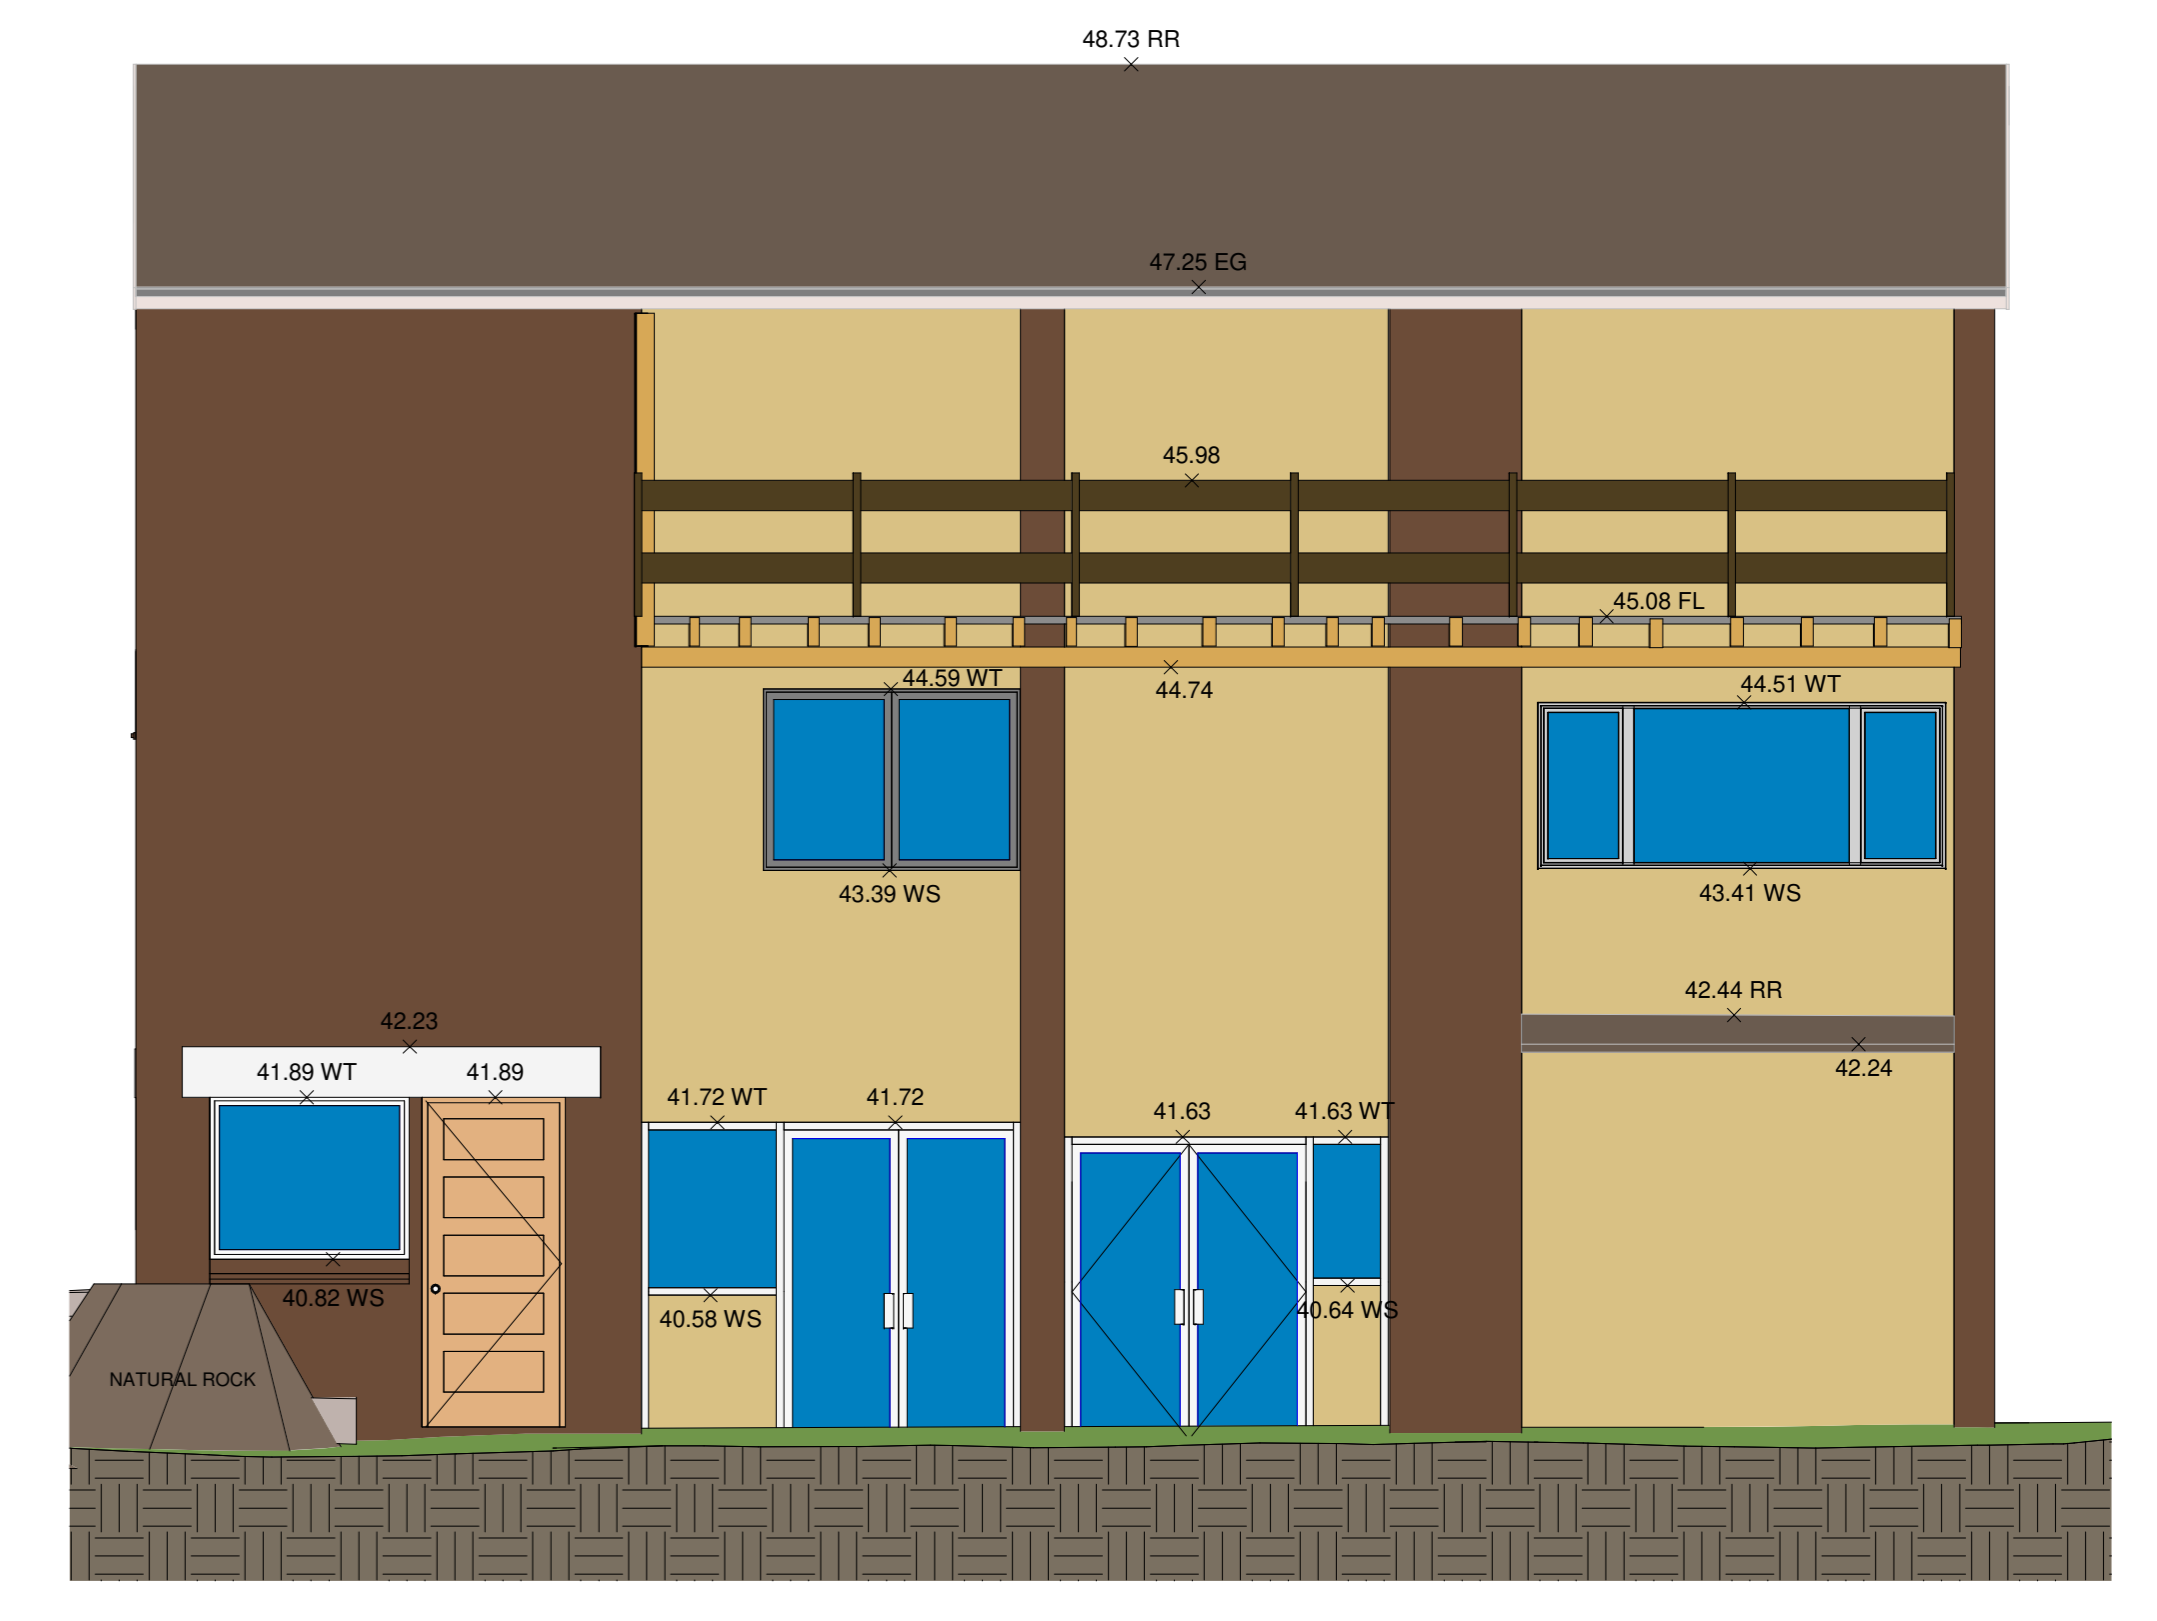 48.73 RR
47.25 EG
45.98
45.08 FL
44.59 WT
44.74
44.51 WT
43.39 WS
43.41 WS
42.44 RR
42.23
42.24
41.89 WT
41.89
41.72 WT
41.72
41.63
41.63 WT
40.82 WS
40.58 WS
40.64 WS
NATURAL ROCK